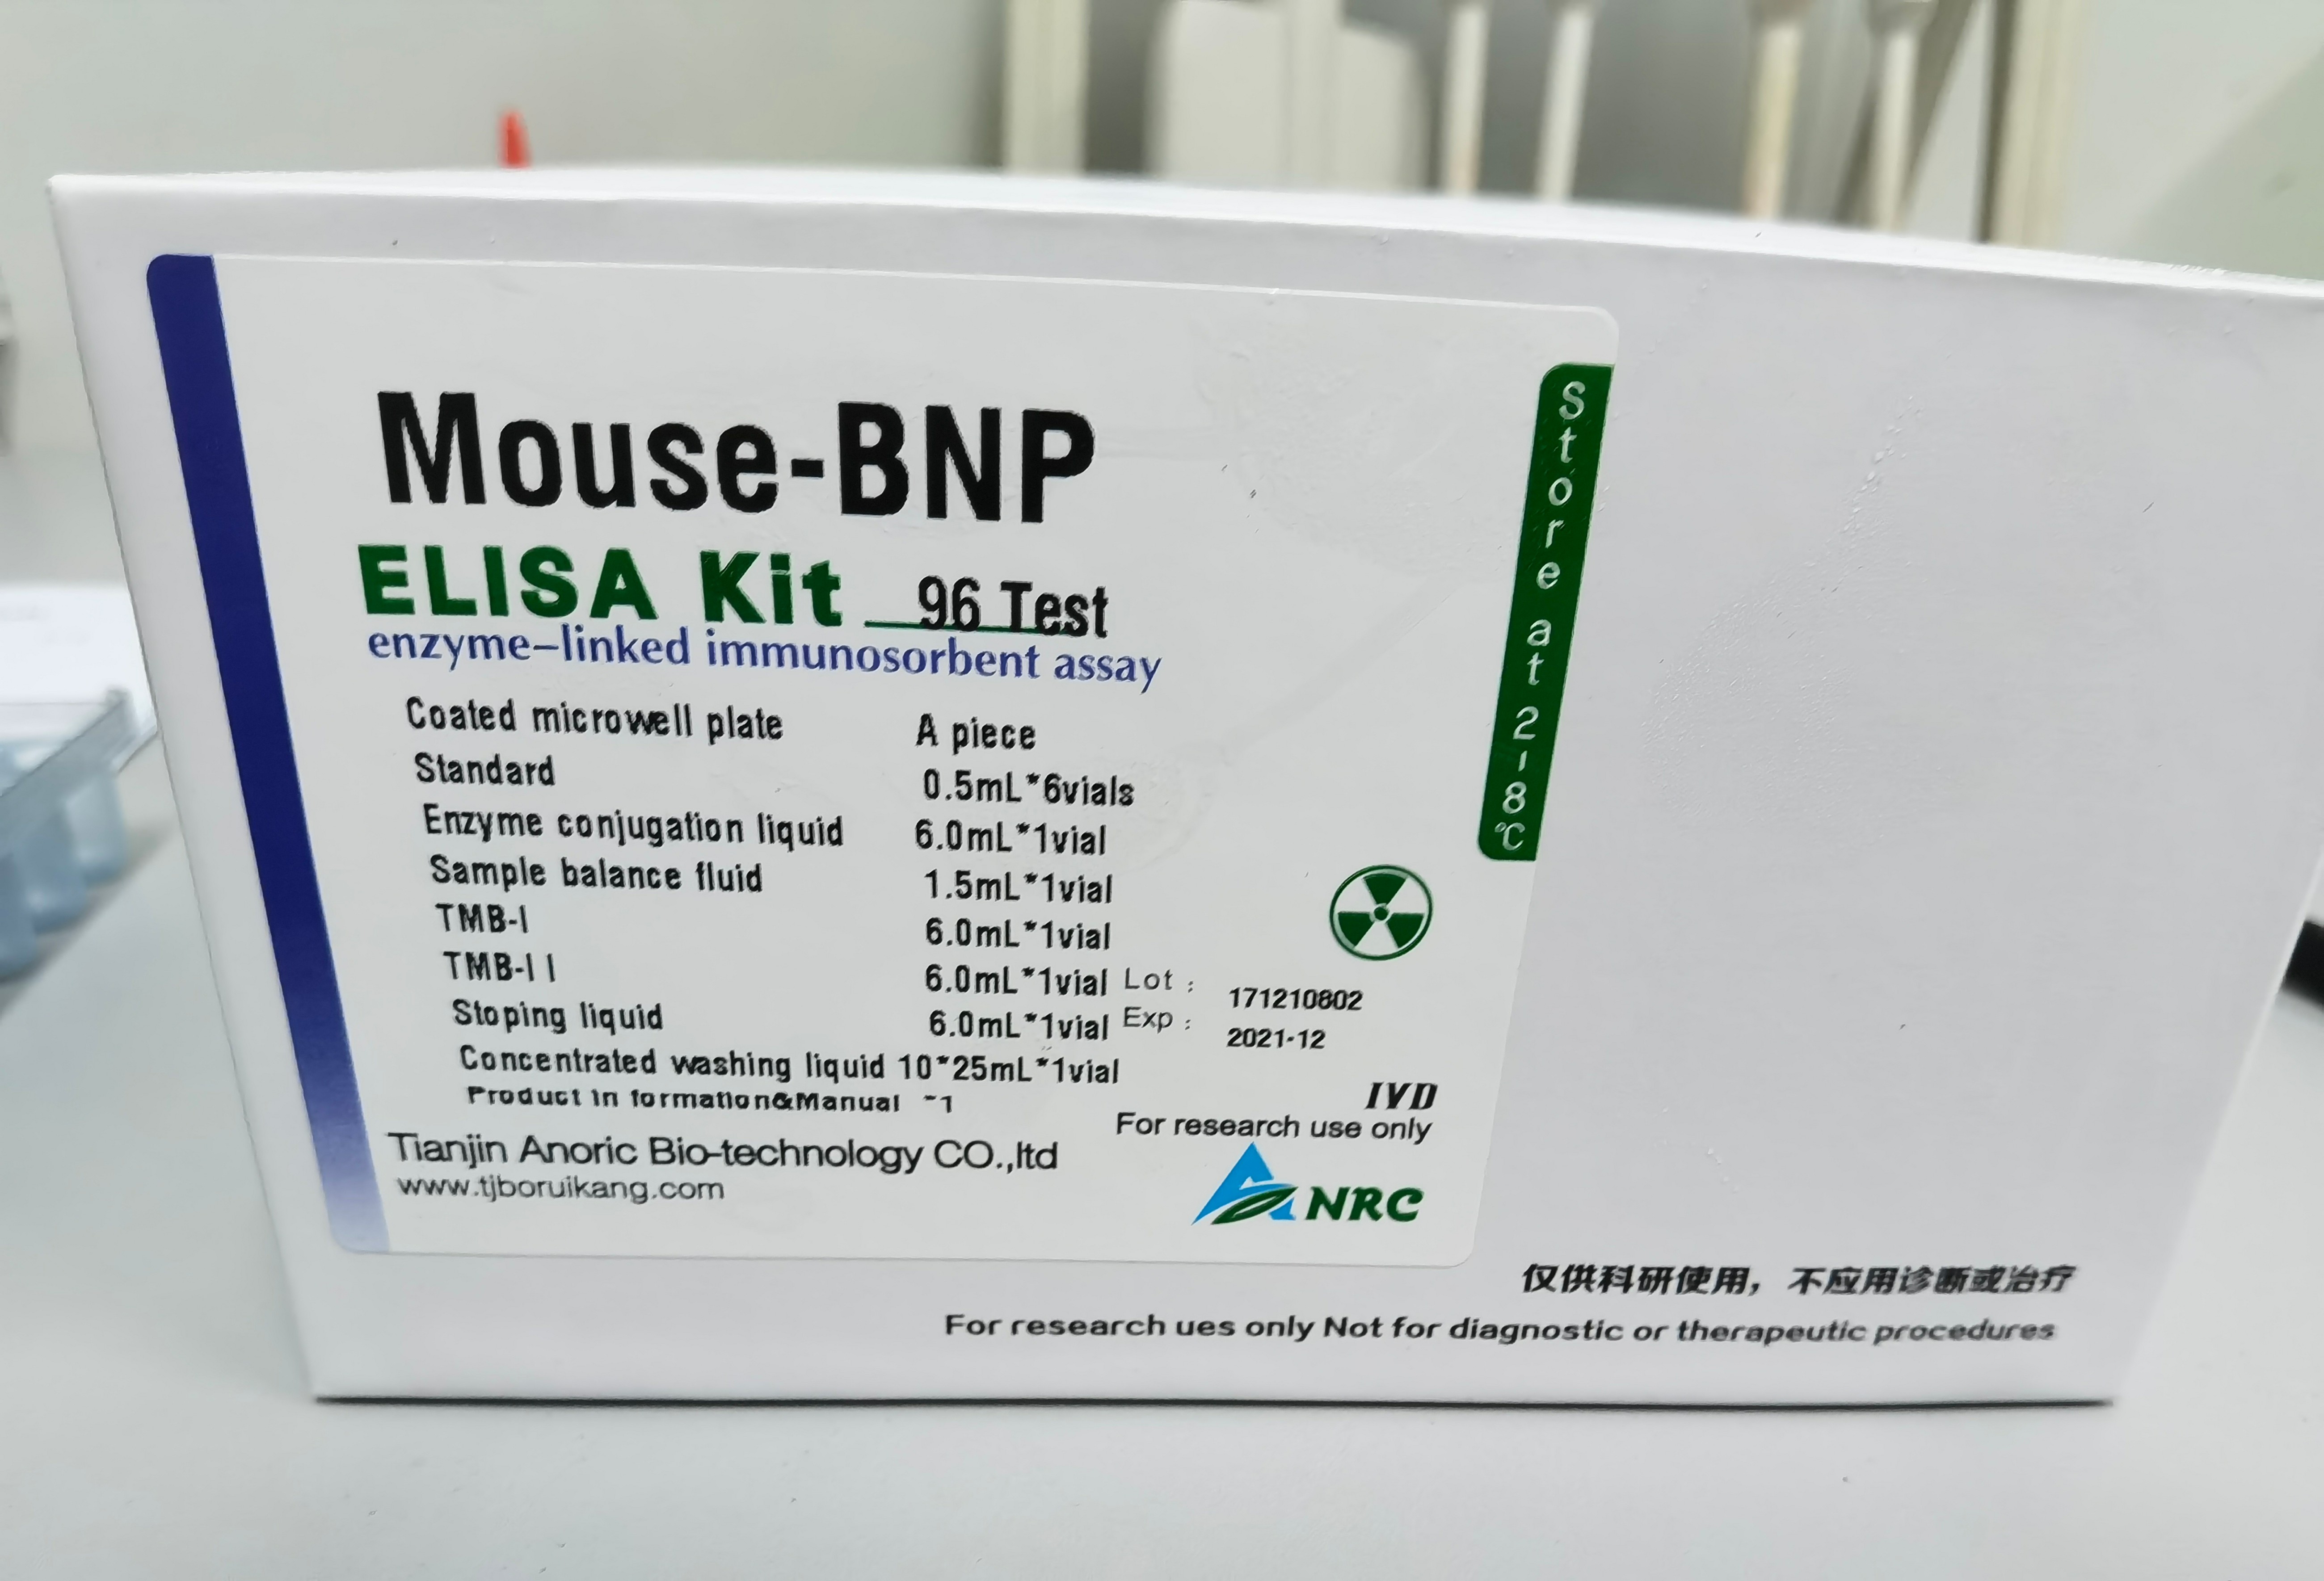 Mouse-BNP
ELISA Kit 96 Test
enzyme-linked immunosorbent assay
Coated microwell plate A piece
Standard 0.5mL*6vials
Enzyme conjugation liquid 6.0mL*1vial
Sample balance fluid 1.5mL*1vial
TMB-I 6.0mL*1vial
TMB-II 6.0mL*1vial Lot: 171210802
Stoping liquid 6.0mL*1vial Exp: 2021-12
Concentrated washing liquid 10*25mL*1vial
Product in formation&Manual *1
IVD
For research use only
Tianjin Anoric Bio-technology CO.,ltd
www.tjboruikang.com
NRC
Store at 2-8℃
仅供科研使用，不应用诊断或治疗
For research ues only Not for diagnostic or therapeutic procedures